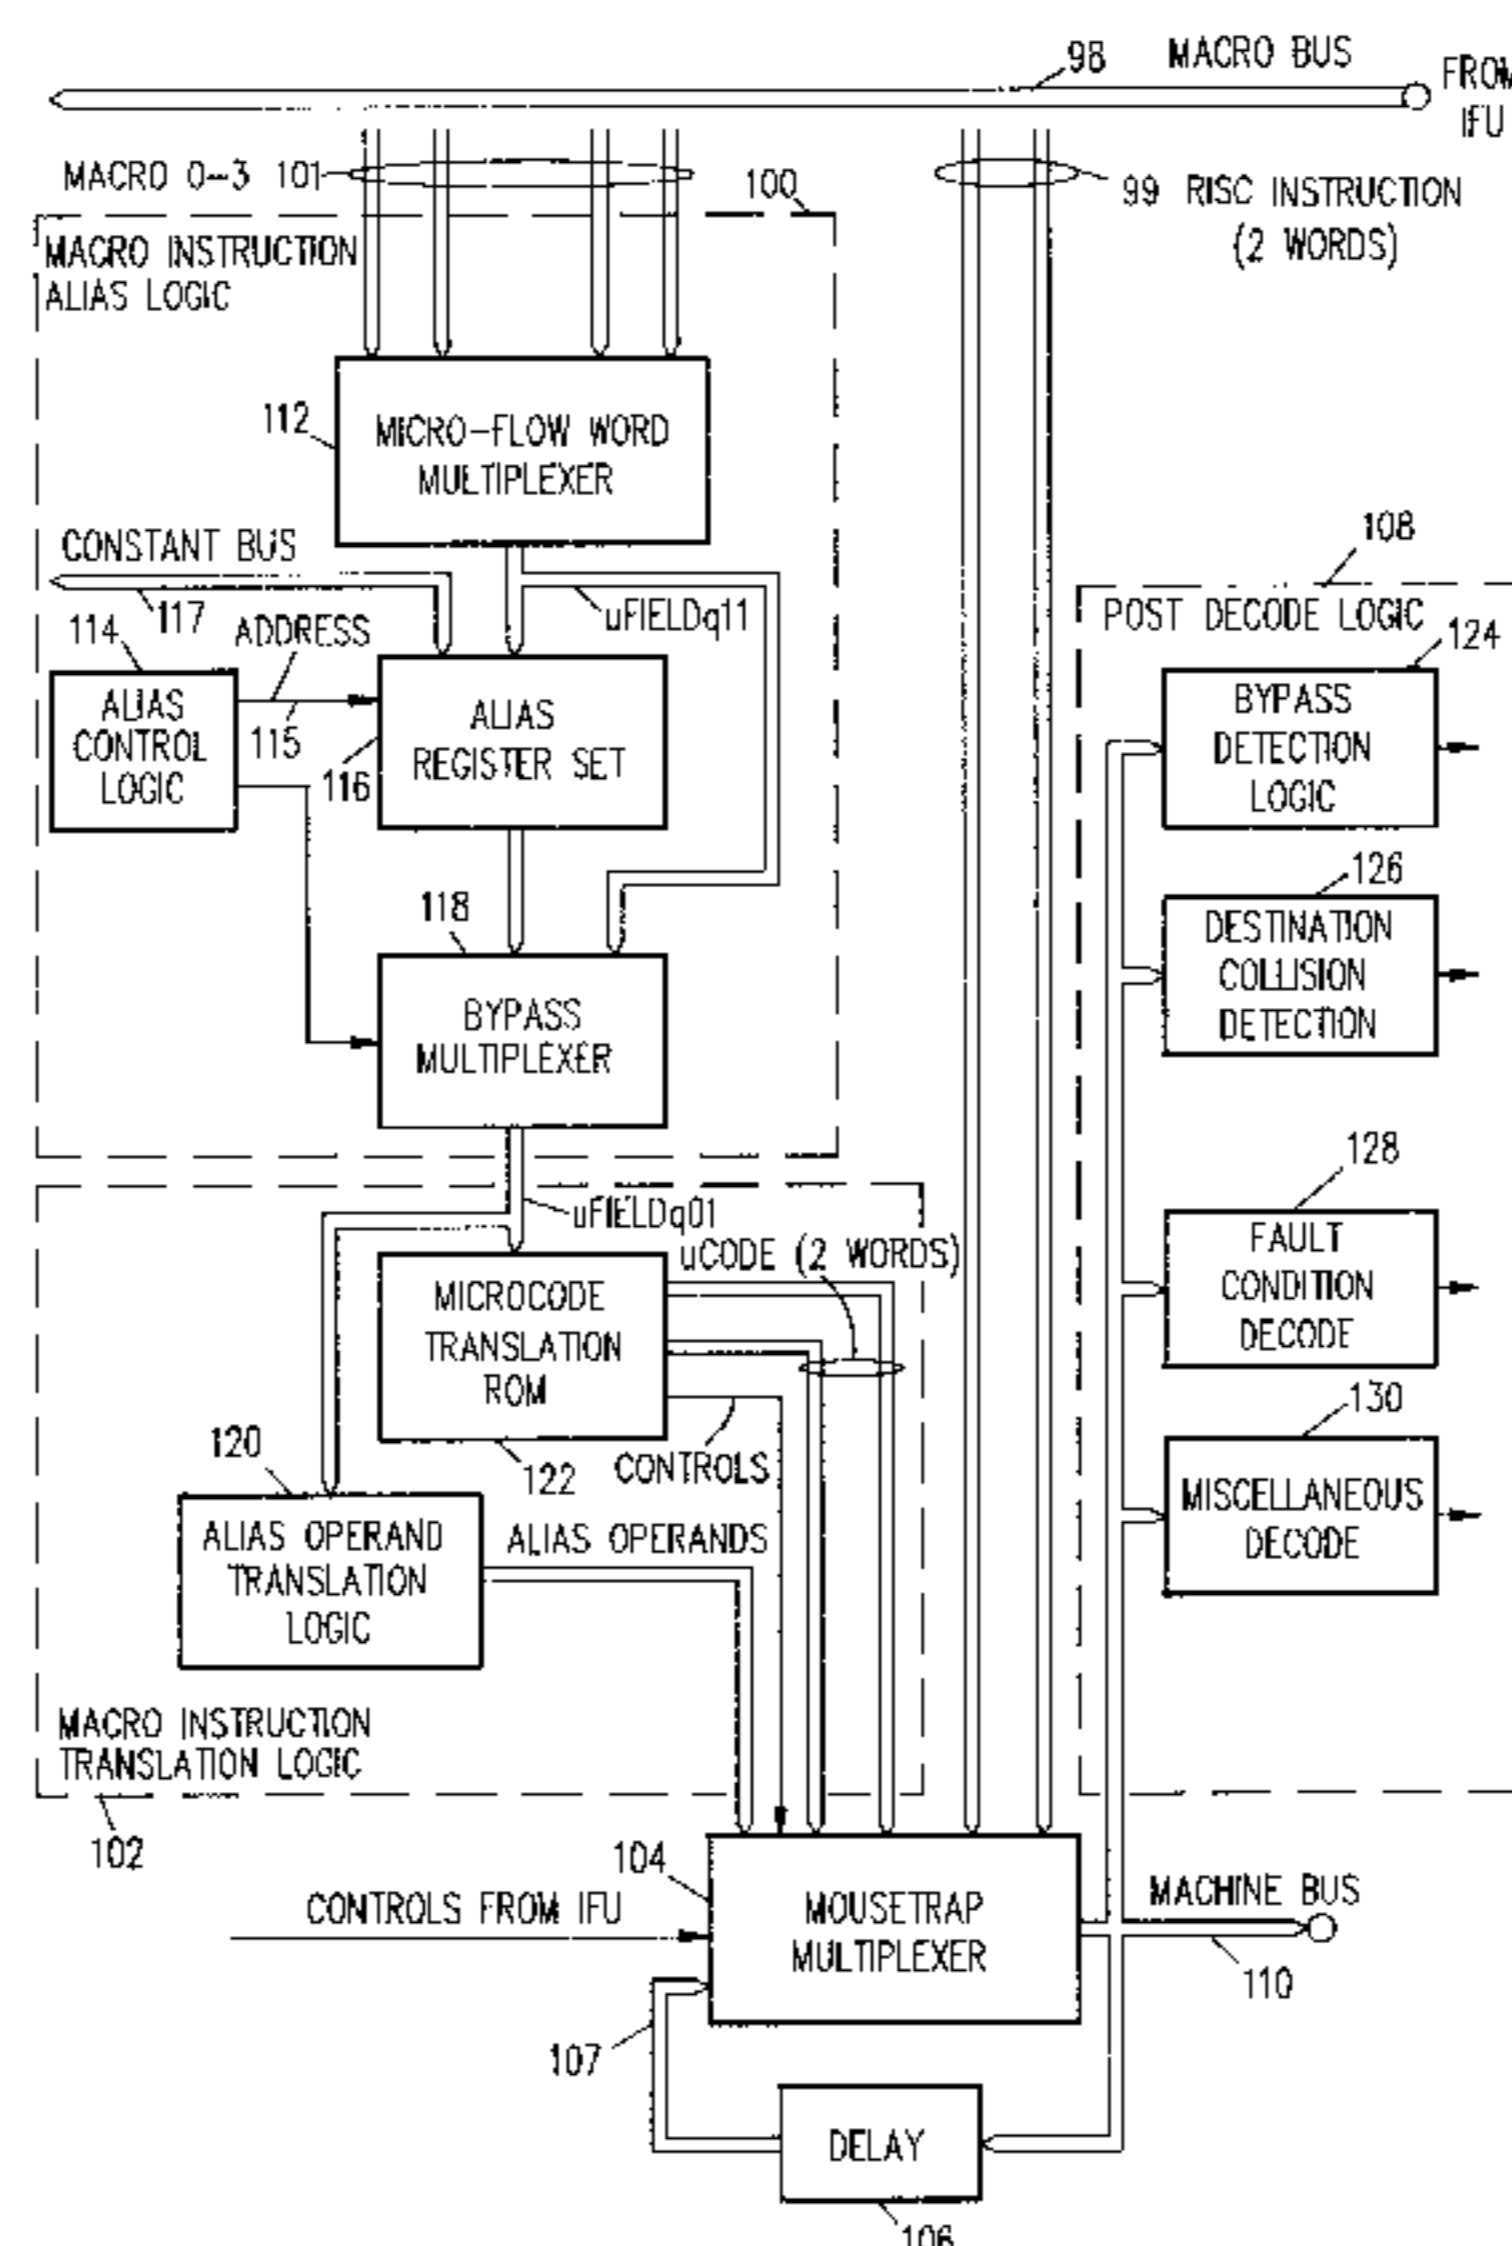 98
MACRO BUS
FROM
IFU
MACRO 0-3 101
100
99 RISC INSTRUCTION
(2 WORDS)
MACRO INSTRUCTION
ALIAS LOGIC
112
MICRO-FLOW WORD
MULTIPLEXER
CONSTANT BUS
117
uFIELDq11
108
POST DECODE LOGIC
114
ADDRESS
124
ALIAS
CONTROL
LOGIC
115
116
ALIAS
REGISTER SET
BYPASS
DETECTION
LOGIC
126
118
DESTINATION
COLLISION
DETECTION
BYPASS
MULTIPLEXER
128
uFIELDq01
uCODE (2 WORDS)
FAULT
CONDITION
DECODE
MICROCODE
TRANSLATION
ROM
130
120
122
CONTROLS
MISCELLANEOUS
DECODE
ALIAS OPERAND
TRANSLATION
LOGIC
ALIAS OPERANDS
MACRO INSTRUCTION
TRANSLATION LOGIC
102
104
CONTROLS FROM IFU
MOUSETRAP
MULTIPLEXER
MACHINE BUS
110
107
DELAY
106